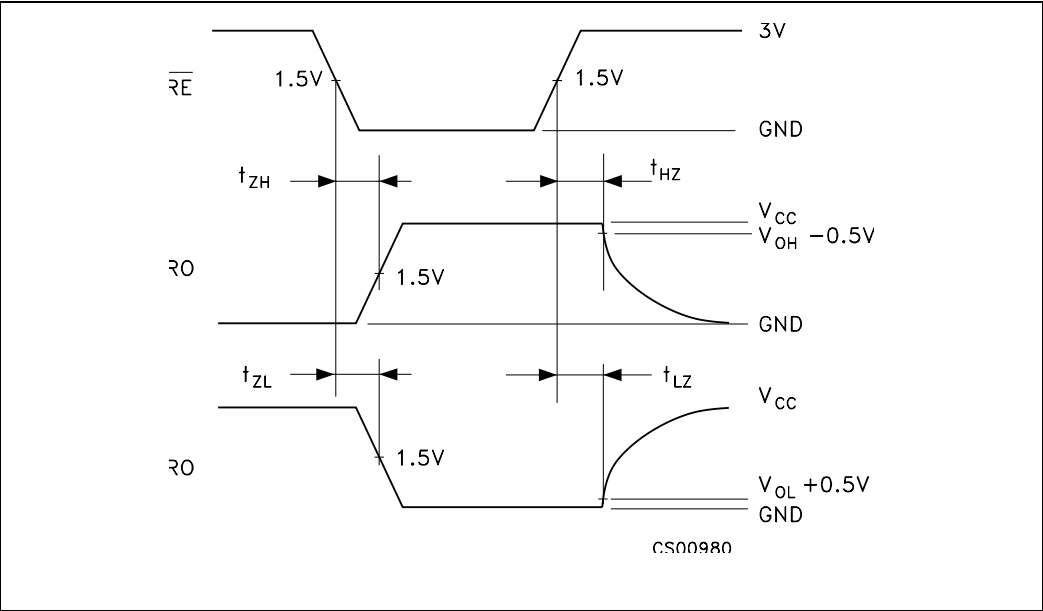 3V
1.5V
1.5V
RE
GND
tZH
tHZ
VCC
VOH −0.5V
RO
1.5V
GND
tZL
tLZ
VCC
1.5V
RO
VOL +0.5V
GND
CS00980